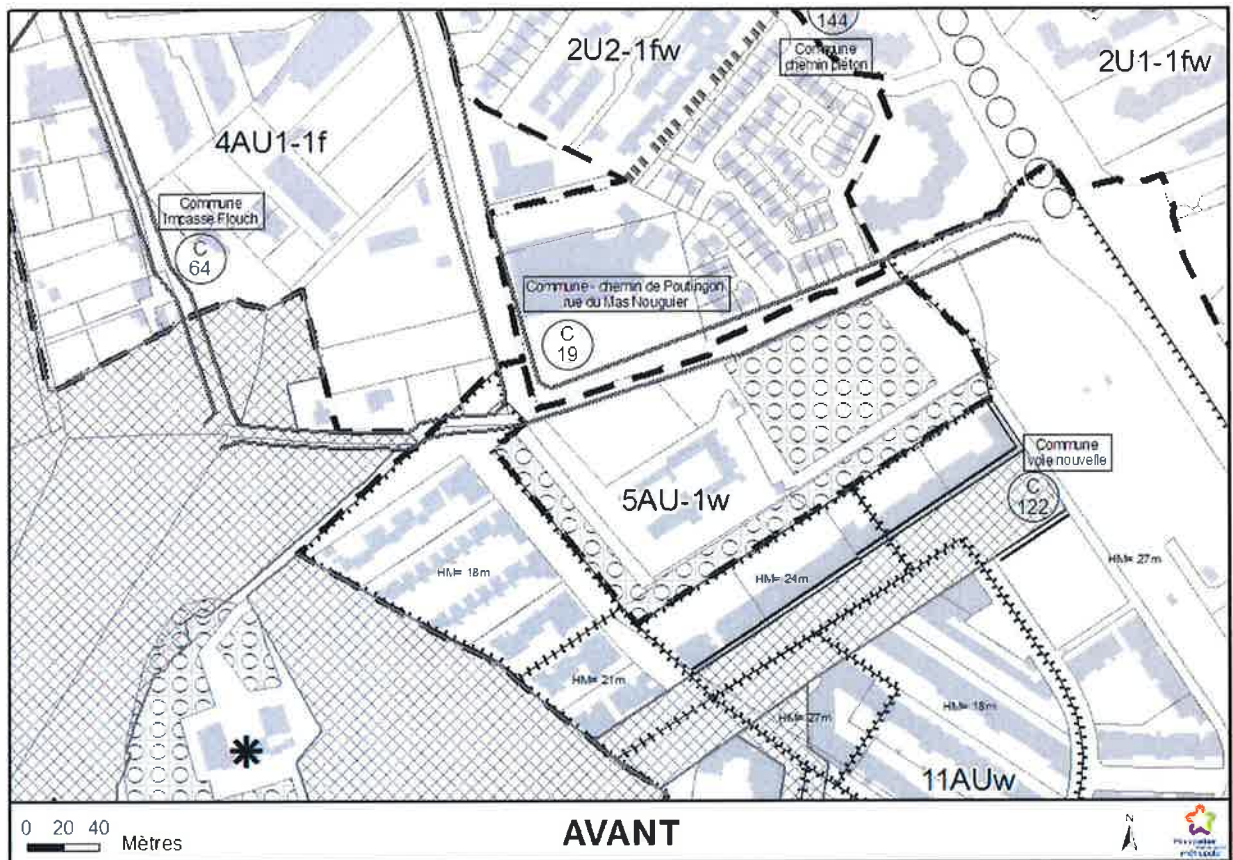 144
2U2-1fw
Commune
chemin piéton
2U1-1fw
4AU1-1f
Commune
Impasse Flouch
C
64
Commune - chemin de Poutingon
rue du Mas Nouguier
C
19
Commune
voie nouvelle
5AU-1w
C
122
HM= 27m
HM= 18m
HM= 24m
HM= 21m
HM= 27m
HM= 18m
11AUw
0 20 40
Mètres
AVANT
N
Montpellier
métropole